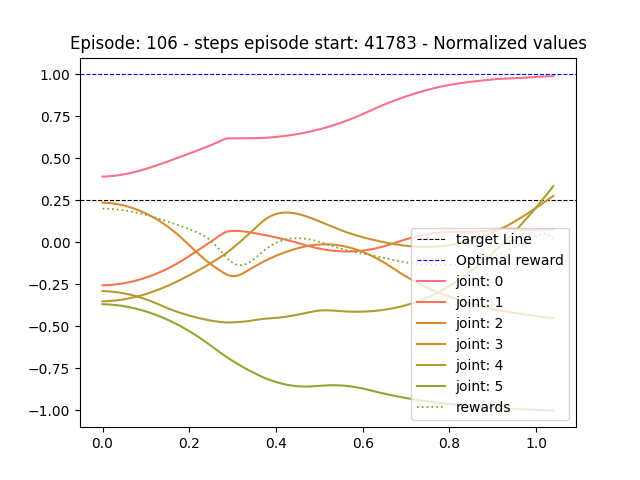 Episode: 106 - steps episode start: 41783 - Normalized values
1.00
0.75
0.50
0.25
0.00
−0.25
−0.50
−0.75
−1.00
0.0
0.2
0.4
0.6
0.8
1.0
target Line
Optimal reward
joint: 0
joint: 1
joint: 2
joint: 3
joint: 4
joint: 5
rewards